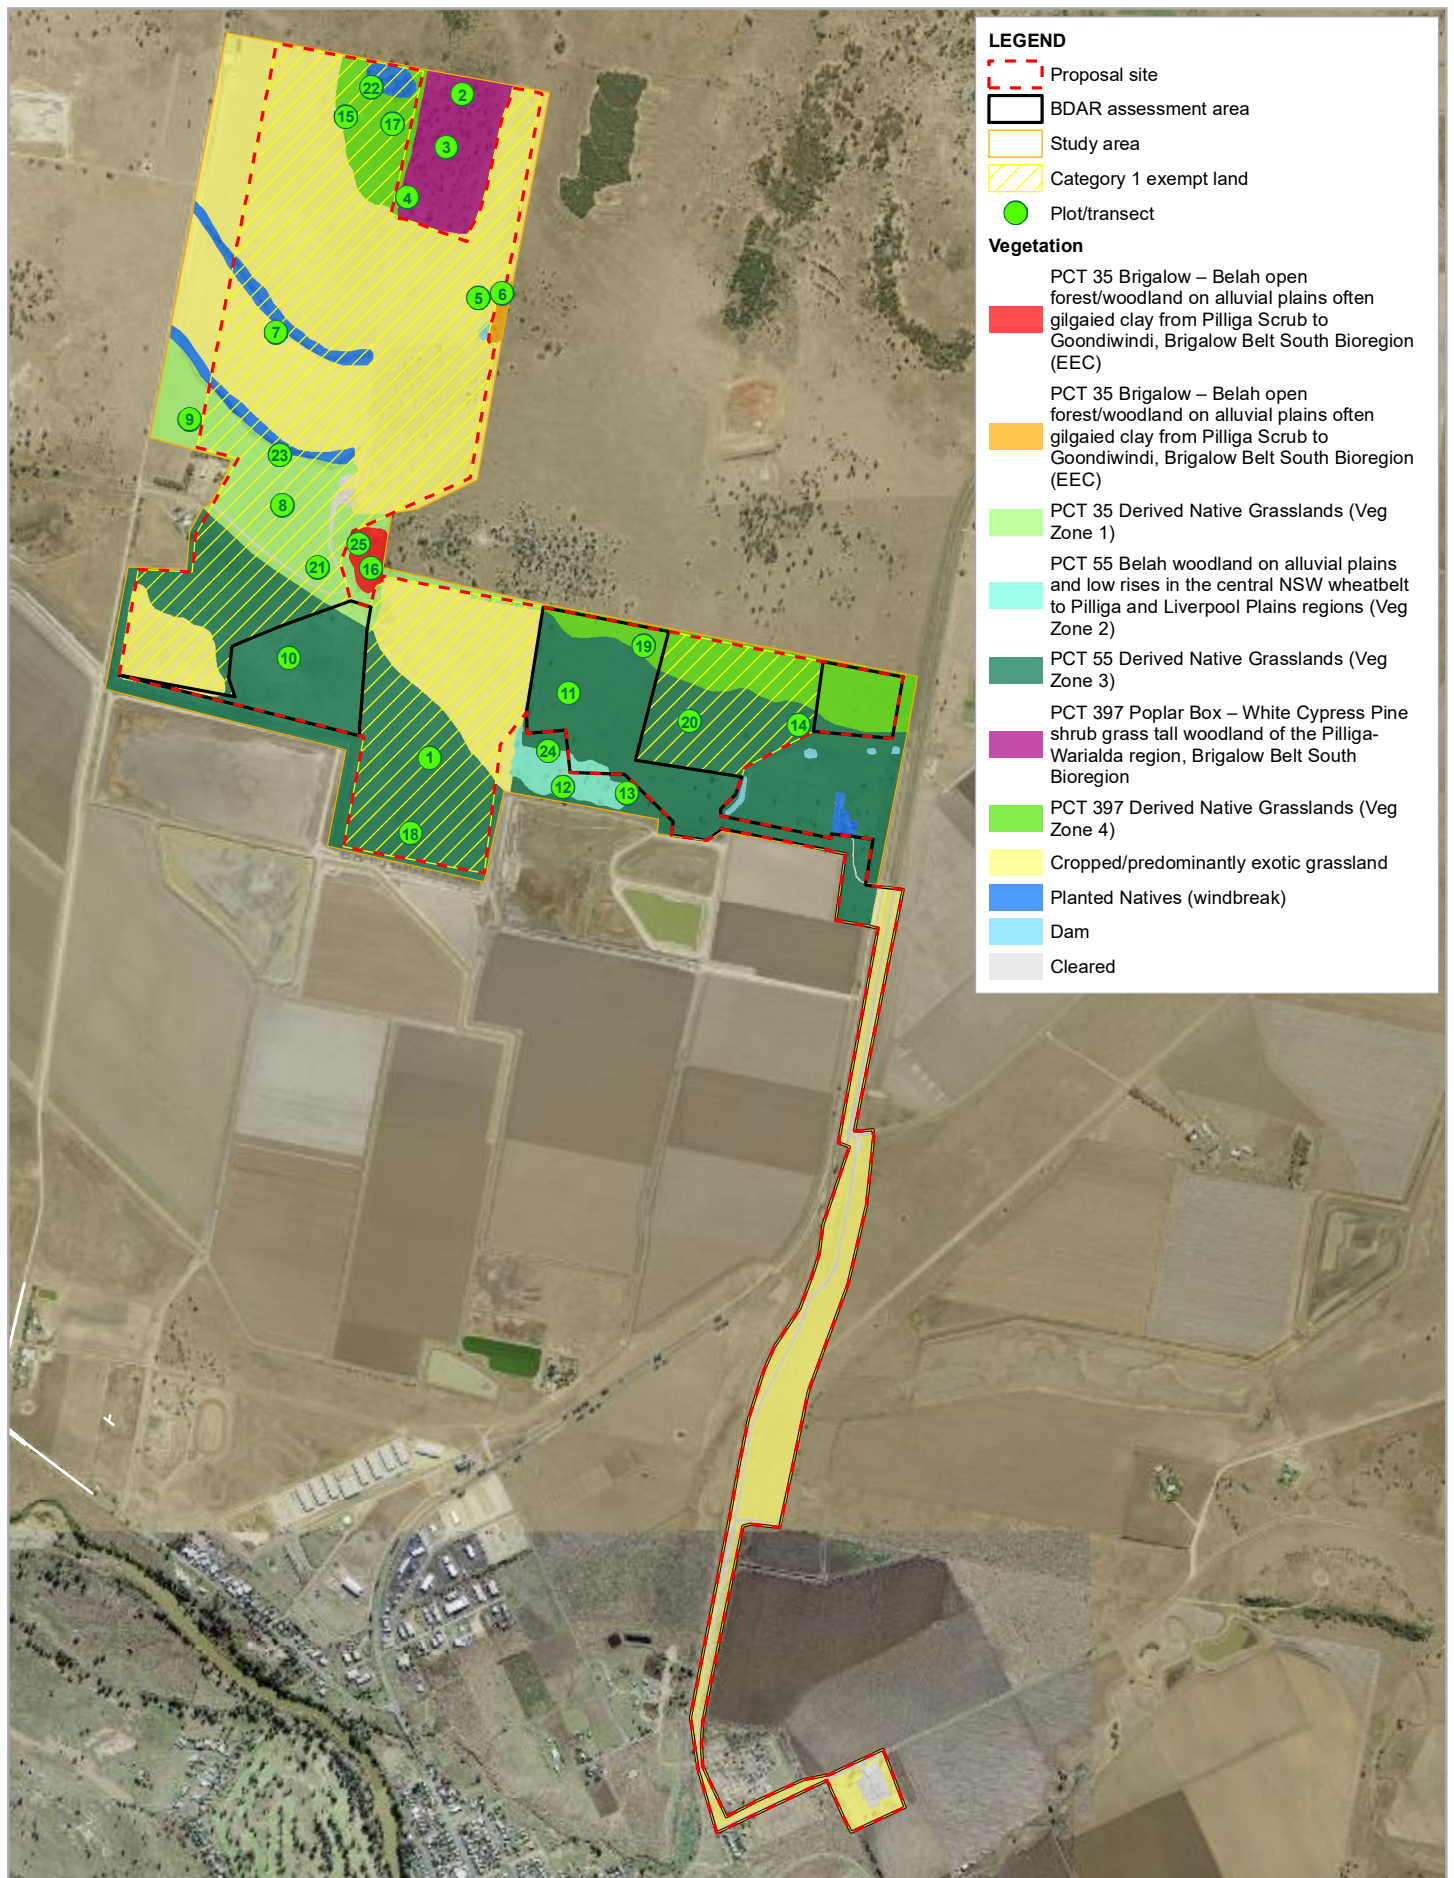 LEGEND
Proposal site
BDAR assessment area
Study area
Category 1 exempt land
Plot/transect
Vegetation
PCT 35 Brigalow – Belah open
forest/woodland on alluvial plains often
gilgaied clay from Pilliga Scrub to
Goondiwindi, Brigalow Belt South Bioregion
(EEC)
PCT 35 Brigalow – Belah open
forest/woodland on alluvial plains often
gilgaied clay from Pilliga Scrub to
Goondiwindi, Brigalow Belt South Bioregion
(EEC)
PCT 35 Derived Native Grasslands (Veg
Zone 1)
PCT 55 Belah woodland on alluvial plains
and low rises in the central NSW wheatbelt
to Pilliga and Liverpool Plains regions (Veg
Zone 2)
PCT 55 Derived Native Grasslands (Veg
Zone 3)
PCT 397 Poplar Box – White Cypress Pine
shrub grass tall woodland of the Pilliga-
Warialda region, Brigalow Belt South
Bioregion
PCT 397 Derived Native Grasslands (Veg
Zone 4)
Cropped/predominantly exotic grassland
Planted Natives (windbreak)
Dam
Cleared
22
2
15
17
3
4
5
6
7
9
23
8
25
21
16
19
10
11
20
14
24
1
12
13
18